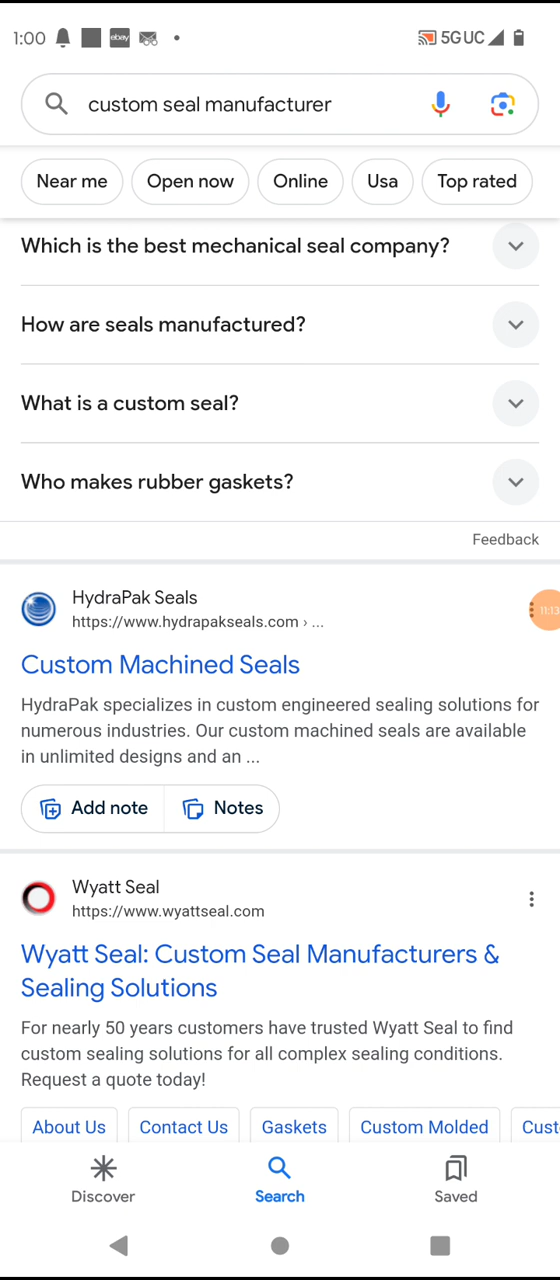 1:00
ebay
5G UC
custom seal manufacturer
Near me
Open now
Online
Usa
Top rated
Which is the best mechanical seal company?
How are seals manufactured?
What is a custom seal?
Who makes rubber gaskets?
Feedback
HydraPak Seals
https://www.hydrapakseals.com › ...
11:13
Custom Machined Seals
HydraPak specializes in custom engineered sealing solutions for
numerous industries. Our custom machined seals are available
in unlimited designs and an ...
Add note
Notes
Wyatt Seal
https://www.wyattseal.com
Wyatt Seal: Custom Seal Manufacturers &
Sealing Solutions
For nearly 50 years customers have trusted Wyatt Seal to find
custom sealing solutions for all complex sealing conditions.
Request a quote today!
About Us
Contact Us
Gaskets
Custom Molded
Cust
Discover
Search
Saved